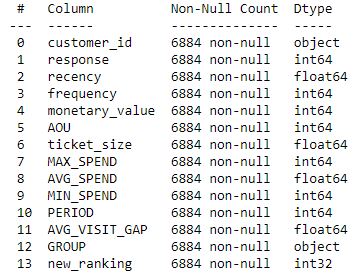 #   Column           Non-Null Count  Dtype
---  ------           --------------  -----
0   customer_id      6884 non-null   object
1   response         6884 non-null   int64
2   recency          6884 non-null   float64
3   frequency        6884 non-null   int64
4   monetary_value   6884 non-null   int64
5   AOU              6884 non-null   int64
6   ticket_size      6884 non-null   float64
7   MAX_SPEND        6884 non-null   int64
8   AVG_SPEND        6884 non-null   float64
9   MIN_SPEND        6884 non-null   int64
10  PERIOD           6884 non-null   int64
11  AVG_VISIT_GAP    6884 non-null   float64
12  GROUP            6884 non-null   object
13  new_ranking      6884 non-null   int32